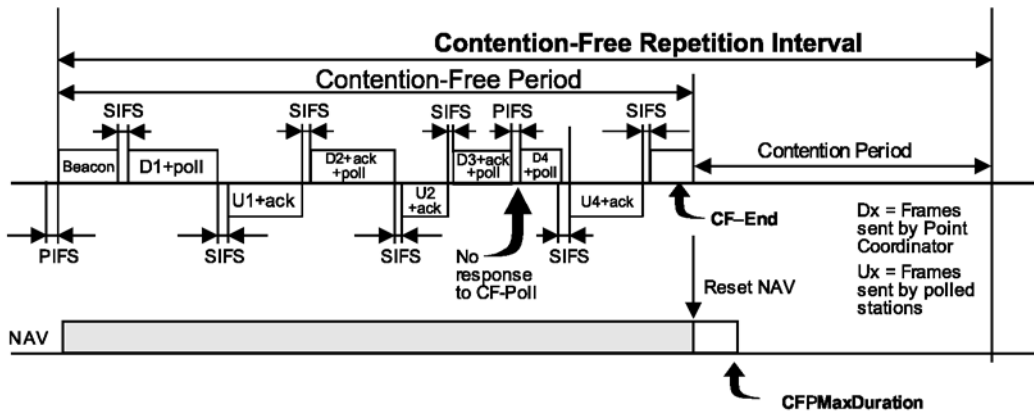 Contention-Free Repetition Interval
Contention-Free Period
SIFS
SIFS
SIFS
PIFS
SIFS
Beacon
D1+poll
D2+ack
+poll
D3+ack
+poll
D4
+poll
Contention Period
U1+ack
U2
+ack
U4+ack
CF–End
PIFS
SIFS
SIFS
No
response
to CF-Poll
SIFS
Dx = Frames
sent by Point
Coordinator
Ux = Frames
sent by polled
stations
Reset NAV
NAV
CFPMaxDuration